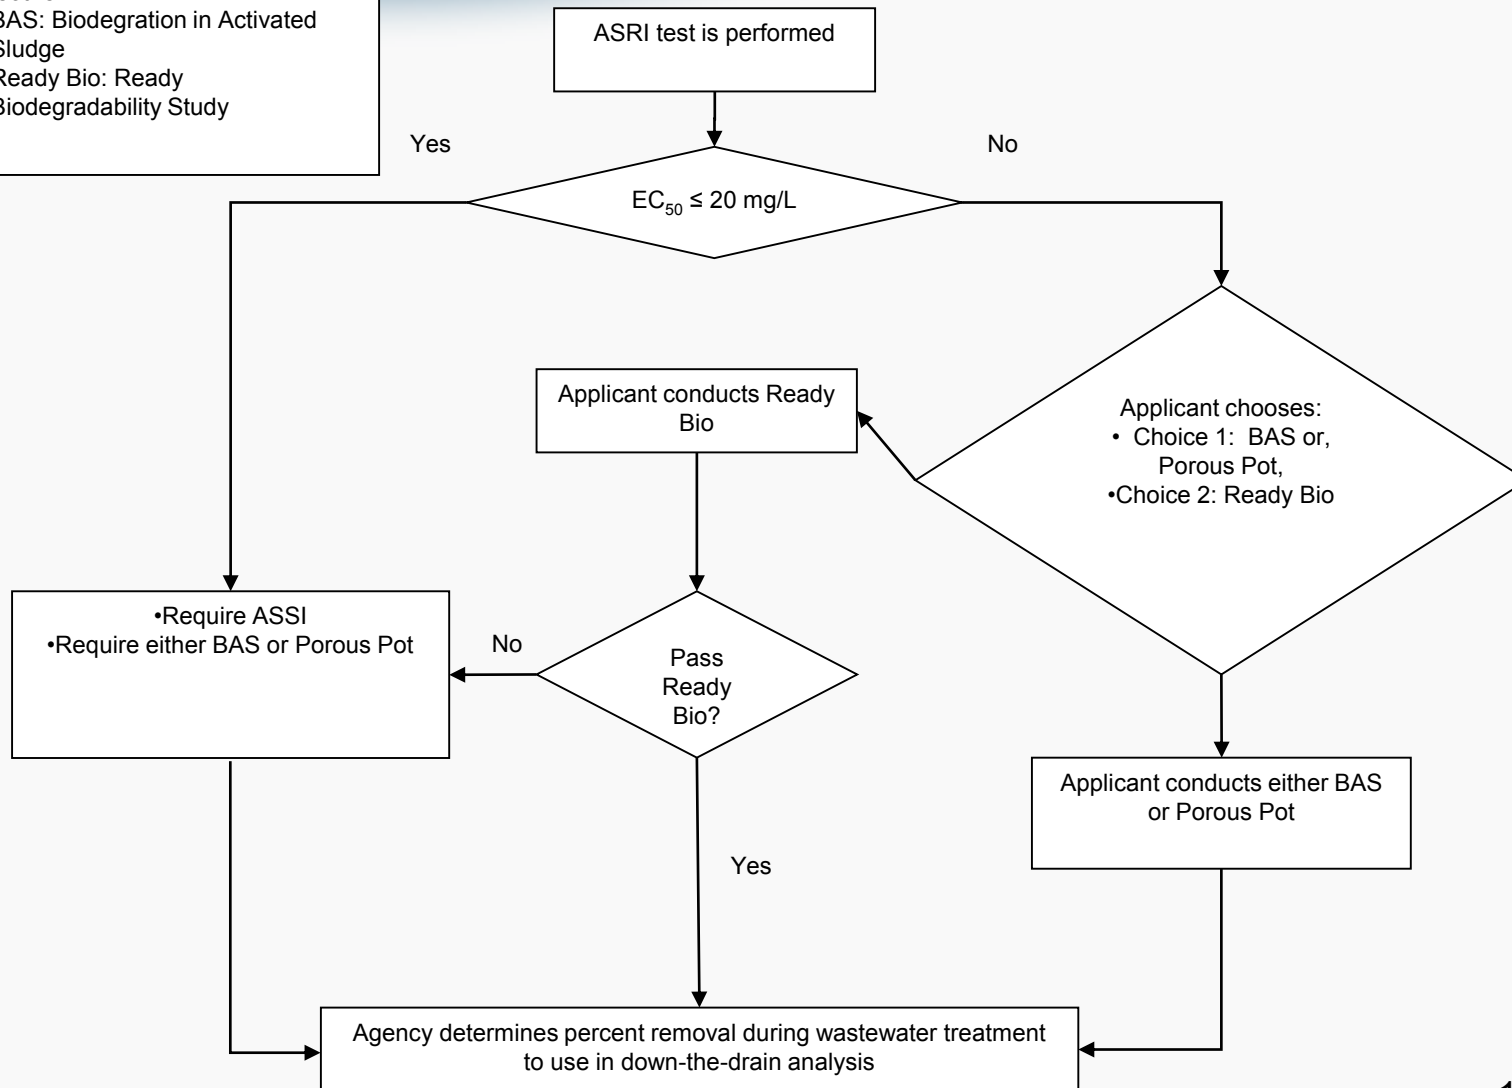 BAS: Biodegration in Activated
Sludge
Ready Bio: Ready
Biodegradability Study
ASRI test is performed
Yes
No
EC₅₀ ≤ 20 mg/L
Applicant conducts Ready
Bio
Applicant chooses:
• Choice 1: BAS or,
Porous Pot,
•Choice 2: Ready Bio
•Require ASSI
•Require either BAS or Porous Pot
No
Pass
Ready
Bio?
Applicant conducts either BAS
or Porous Pot
Yes
Agency determines percent removal during wastewater treatment
to use in down-the-drain analysis